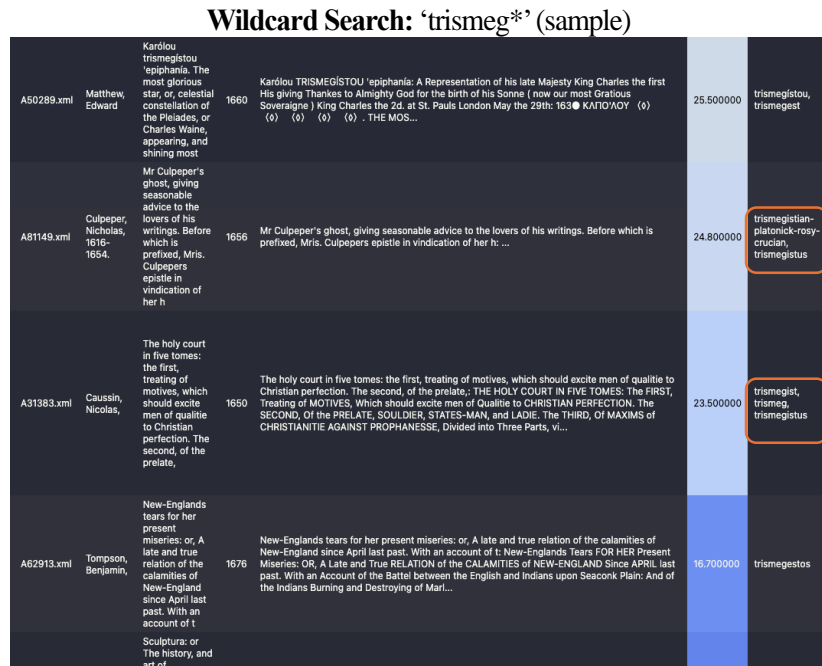 Wildcard Search: ‘trismeg*’ (sample)
A50289.xml
Matthew,
Edward
Karólou
trismegístou
'epiphanía. The
most glorious
star, or, celestial
constellation of
the Pleiades, or
Charles Waine,
appearing, and
shining most
1660
Karólou TRISMEGÍSTOU 'epiphanía: A Representation of his late Majesty King Charles the first
His giving Thankes to Almighty God for the birth of his Sonne ( now our most Gratious
Soveraigne ) King Charles the 2d. at St. Pauls London May the 29th: 163● ΚΛΠΟ'ΛΟΥ 〈◊〉
〈◊〉 〈◊〉 〈◊〉 〈◊〉 . THE MOS...
25.500000
trismegístou,
trismegest
A81149.xml
Culpeper,
Nicholas,
1616-
1654.
Mr Culpeper's
ghost, giving
seasonable
advice to the
lovers of his
writings. Before
which is
prefixed, Mris.
Culpepers
epistle in
vindication of
her h
1656
Mr Culpeper's ghost, giving seasonable advice to the lovers of his writings. Before which is
prefixed, Mris. Culpepers epistle in vindication of her h: ...
24.800000
trismegistian-
platonick-rosy-
crucian,
trismegistus
A31383.xml
Caussin,
Nicolas,
The holy court
in five tomes:
the first,
treating of
motives, which
should excite
men of qualitie
to Christian
perfection. The
second, of the
prelate,
1650
The holy court in five tomes: the first, treating of motives, which should excite men of qualitie to
Christian perfection. The second, of the prelate,: THE HOLY COURT IN FIVE TOMES: The FIRST,
Treating of MOTIVES, Which should excite men of Qualitie to CHRISTIAN PERFECTION. The
SECOND, Of the PRELATE, SOULDIER, STATES-MAN, and LADIE. The THIRD, Of MAXIMS of
CHRISTIANITIE AGAINST PROPHANESSE, Divided into Three Parts, vi...
23.500000
trismegist,
trismeg,
trismegistus
A62913.xml
Tompson,
Benjamin,
New-Englands
tears for her
present
miseries: or, A
late and true
relation of the
calamities of
New-England
since April last
past. With an
account of t
1676
New-Englands tears for her present miseries: or, A late and true relation of the calamities of
New-England since April last past. With an account of t: New-Englands Tears FOR HER Present
Miseries: OR, A Late and True RELATION of the CALAMITIES of NEW-ENGLAND Since APRIL last
past. With an Account of the Battel between the English and Indians upon Seaconk Plain: And of
the Indians Burning and Destroying of Marl...
16.700000
trismegestos
Sculptura: or
The history, and
art of